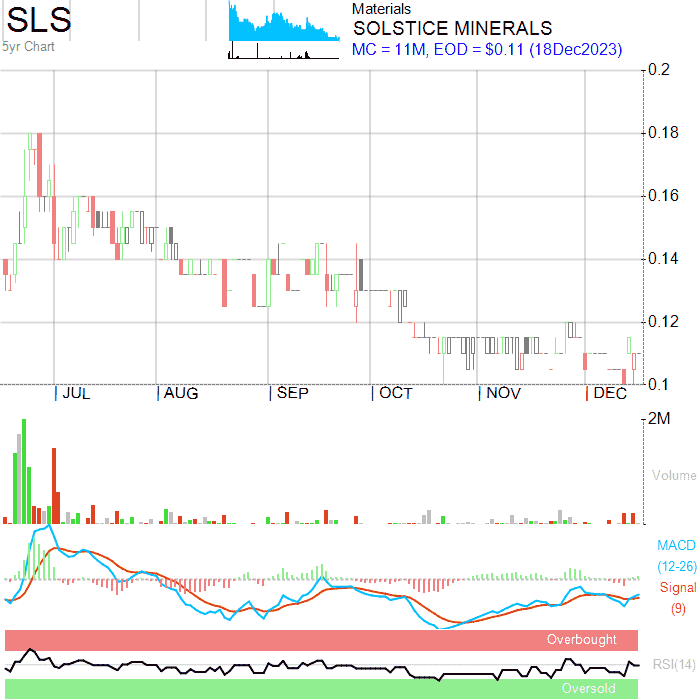 SLS
5yr Chart
Materials
SOLSTICE MINERALS
MC = 11M, EOD = $0.11 (18Dec2023)
0.2
0.18
0.16
0.14
0.12
0.1
JUL AUG SEP OCT NOV DEC
2M
Volume
MACD
(12-26)
Signal
(9)
Overbought
RSI(14)
Oversold